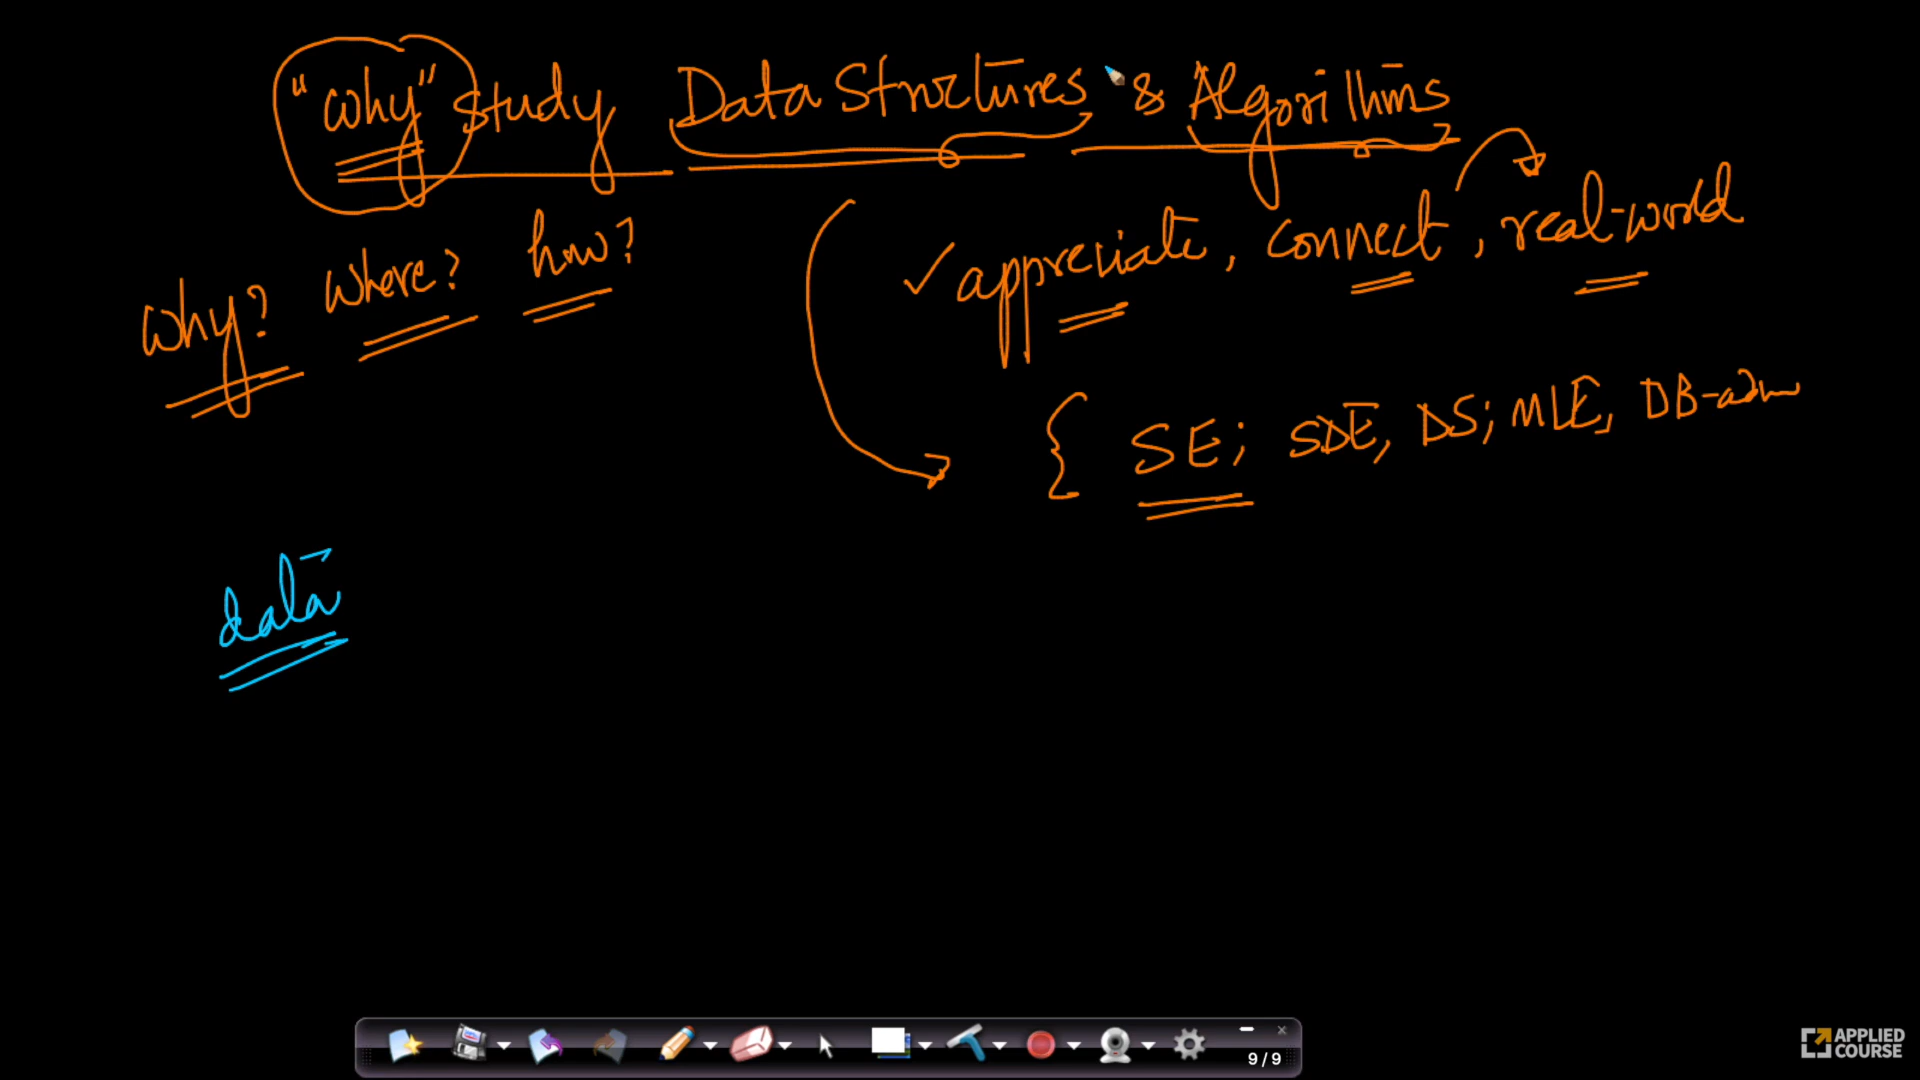 "why" study Data Structures & Algorithms
why? where? how?
✓ appreciate, connect, real-world
{ SE; SDE, DS; MLE, DB-adm
data
9/9
APPLIED
COURSE